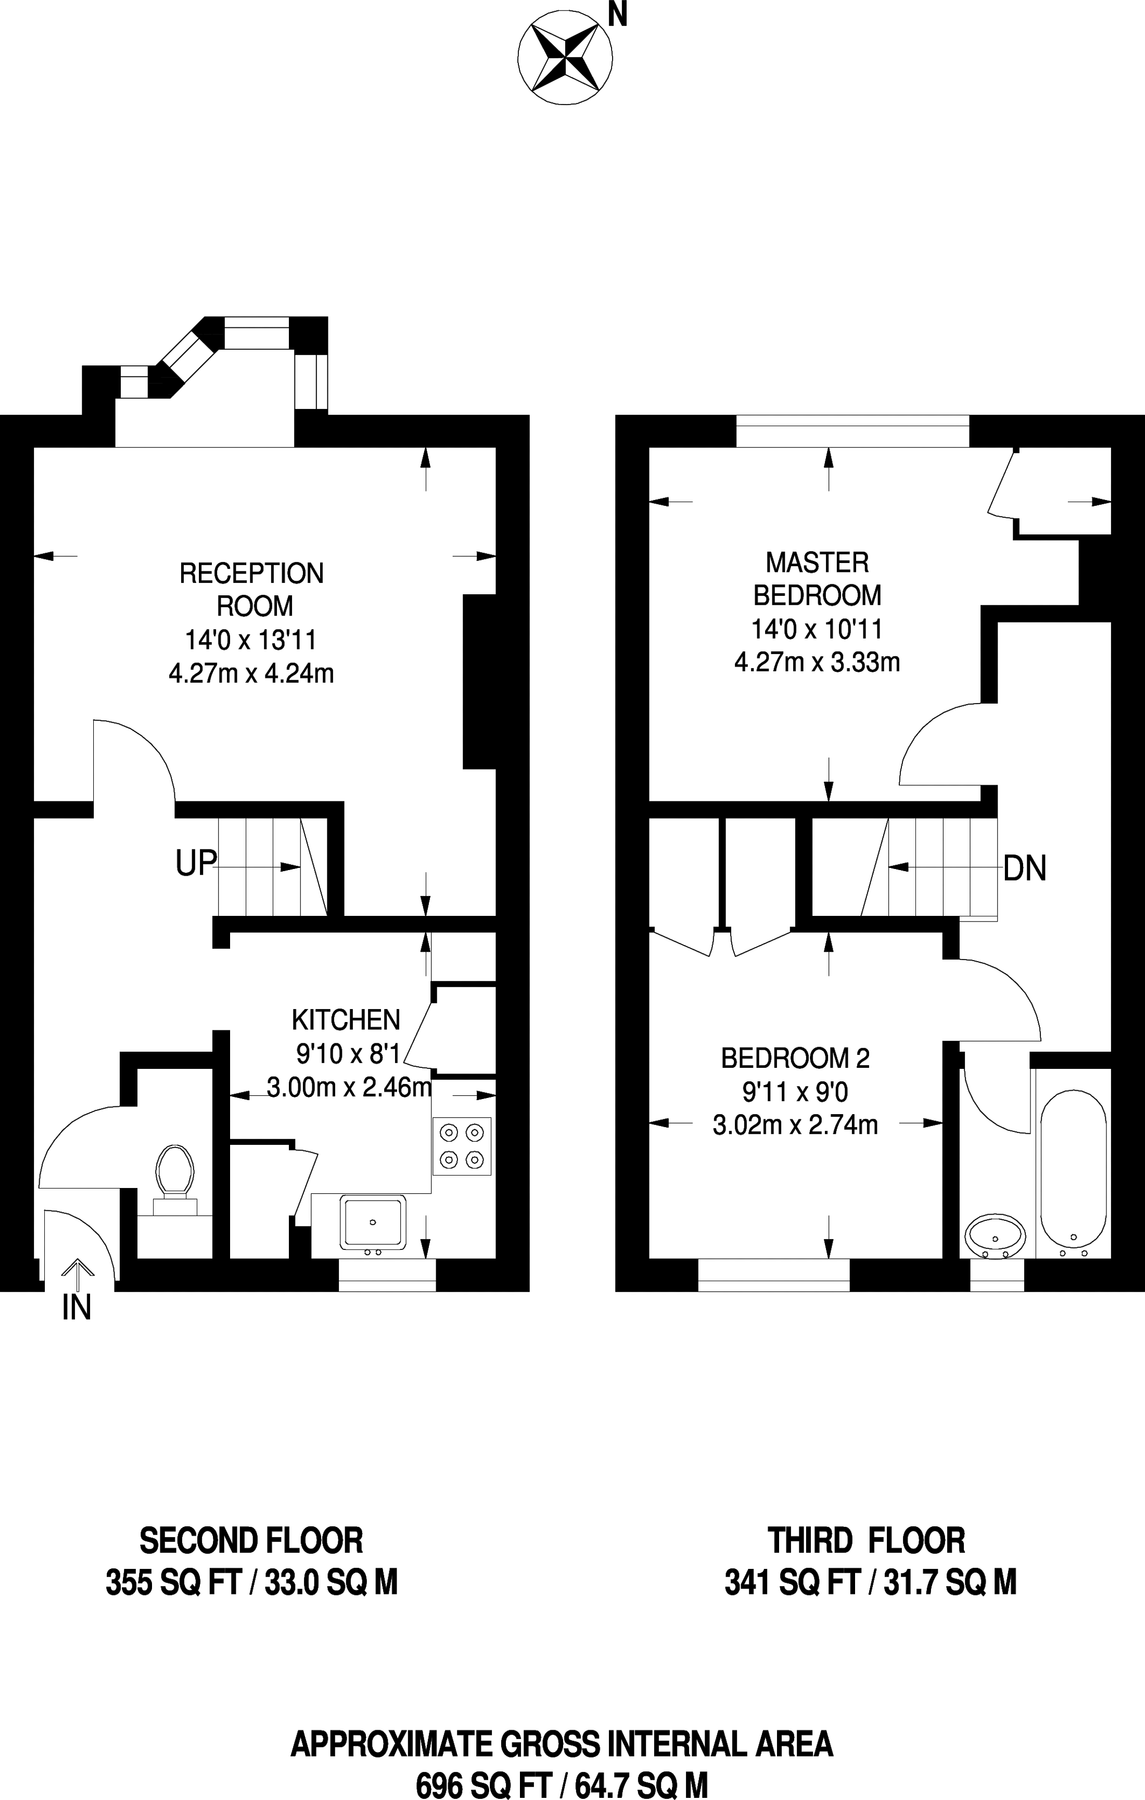 N
RECEPTION
ROOM
14'0 x 13'11
4.27m x 4.24m
UP
KITCHEN
9'10 x 8'1
3.00m x 2.46m
IN
MASTER
BEDROOM
14'0 x 10'11
4.27m x 3.33m
DN
BEDROOM 2
9'11 x 9'0
3.02m x 2.74m
SECOND FLOOR
355 SQ FT / 33.0 SQ M
THIRD FLOOR
341 SQ FT / 31.7 SQ M
APPROXIMATE GROSS INTERNAL AREA
696 SQ FT / 64.7 SQ M